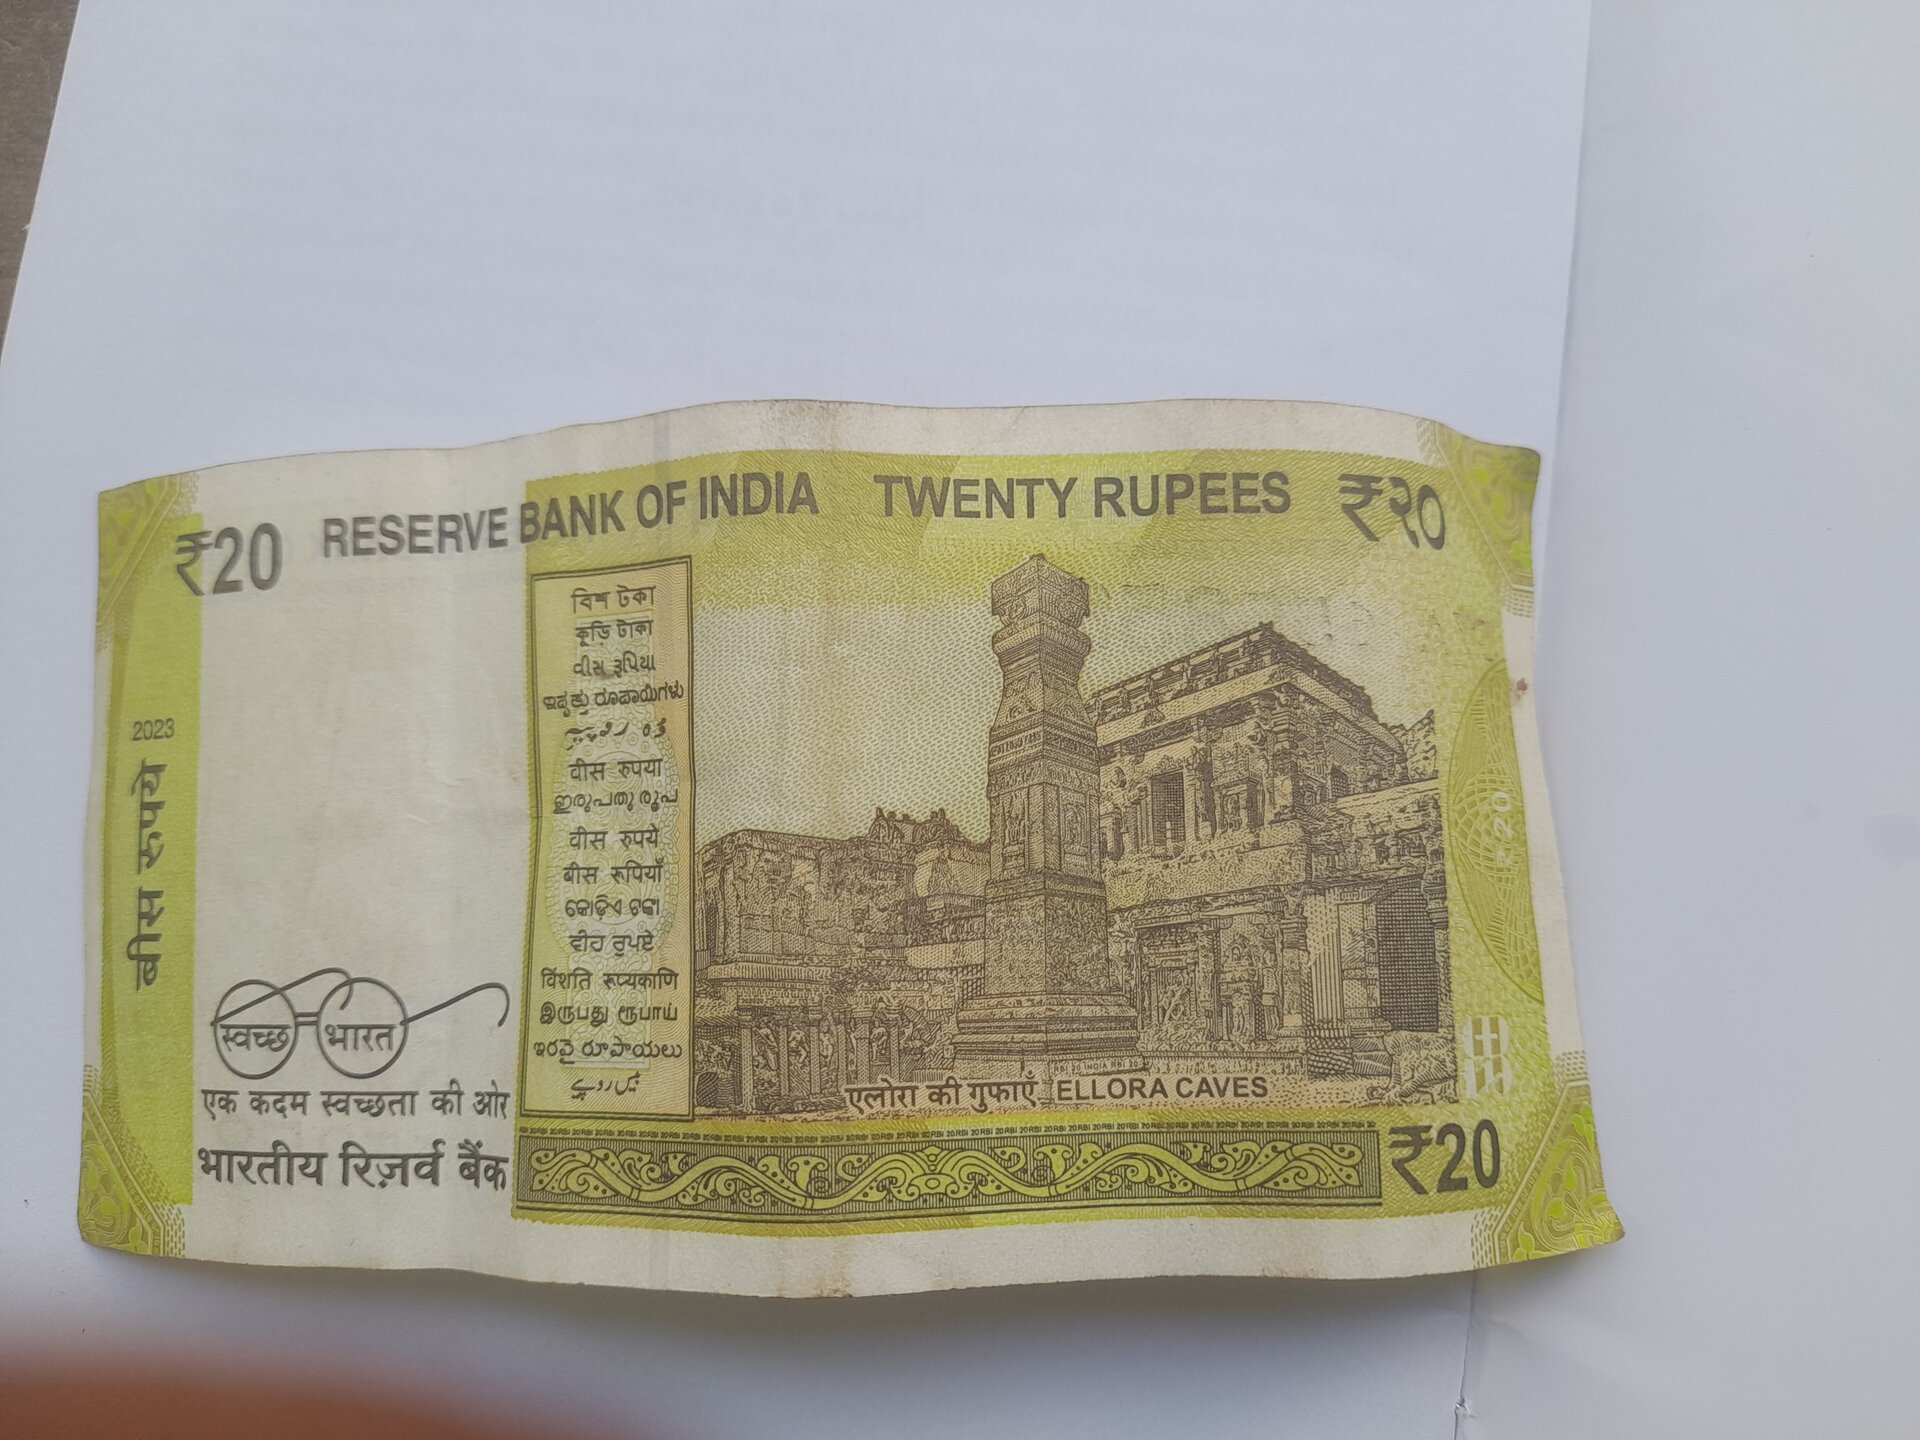 ₹20 RESERVE BANK OF INDIA TWENTY RUPEES ₹२०
2023
बीस रुपये
বিশ টকা
কুড়ি টাকা
વીસ રૂપિયા
ಇಪ್ಪತ್ತು ರೂಪಾಯಿಗಳು
वीस रुपया
ഇരുപതു രൂപ
वीस रुपये
बीस रूपियाँ
କୋଡ଼ିଏ ଟଙ୍କା
ਵੀਹ ਰੁਪਏ
विंशति रूप्यकाणि
இருபது ரூபாய்
ఇరవై రూపాయలు
بیس روپے
स्वच्छ भारत
एक कदम स्वच्छता की ओर
भारतीय रिज़र्व बैंक
एलोरा की गुफाएँ ELLORA CAVES
₹20